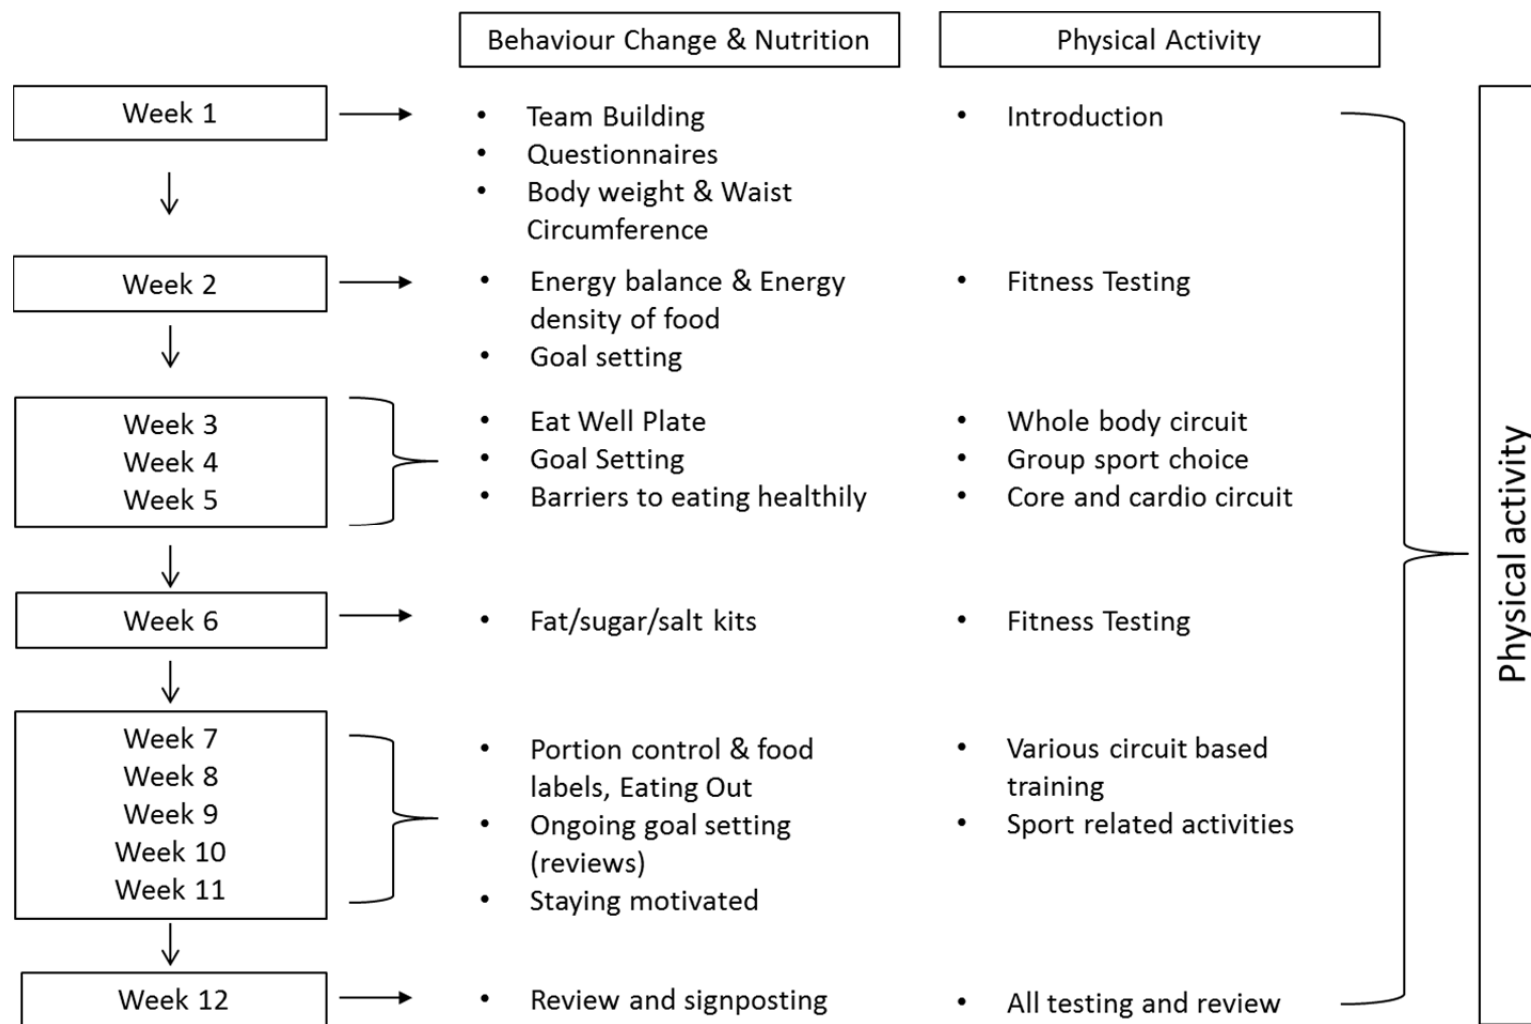 Behaviour Change & Nutrition
Physical Activity
Week 1
• Team Building
• Questionnaires
• Body weight & Waist
Circumference
• Introduction
Week 2
• Energy balance & Energy
density of food
• Goal setting
• Fitness Testing
Week 3
Week 4
Week 5
• Eat Well Plate
• Goal Setting
• Barriers to eating healthily
• Whole body circuit
• Group sport choice
• Core and cardio circuit
Week 6
• Fat/sugar/salt kits
• Fitness Testing
Week 7
Week 8
Week 9
Week 10
Week 11
• Portion control & food
labels, Eating Out
• Ongoing goal setting
(reviews)
• Staying motivated
• Various circuit based
training
• Sport related activities
Week 12
• Review and signposting
• All testing and review
Physical activity